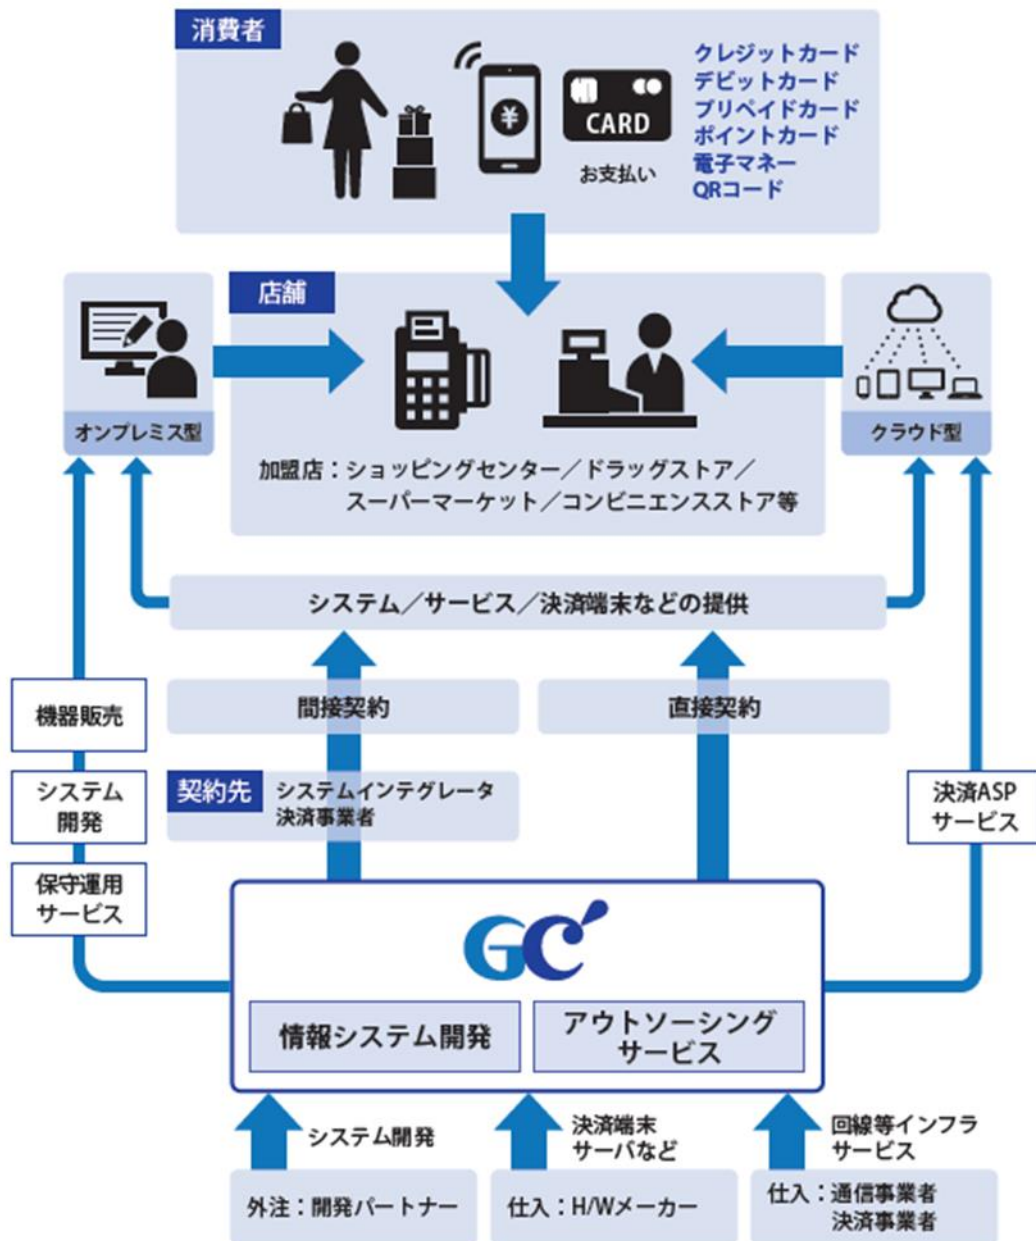 消費者
クレジットカード
デビットカード
プリペイドカード
ポイントカード
電子マネー
QRコード
¥
CARD
お支払い
店舗
オンプレミス型
クラウド型
加盟店：ショッピングセンター／ドラッグストア／
スーパーマーケット／コンビニエンスストア等
システム／サービス／決済端末などの提供
間接契約
直接契約
機器販売
システム
開発
保守運用
サービス
契約先
システムインテグレータ
決済事業者
決済ASP
サービス
GC
情報システム開発
アウトソーシング
サービス
システム開発
決済端末
サーバなど
回線等インフラ
サービス
外注：開発パートナー
仕入：H/Wメーカー
仕入：通信事業者
決済事業者